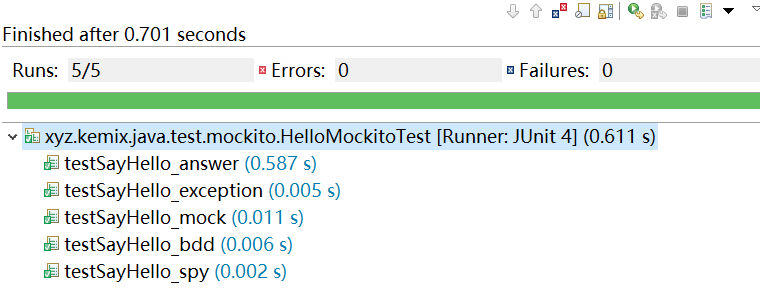 Finished after 0.701 seconds
Runs: 5/5 Errors: 0 Failures: 0
xyz.kemix.java.test.mockito.HelloMockitoTest [Runner: JUnit 4] (0.611 s)
testSayHello_answer (0.587 s)
testSayHello_exception (0.005 s)
testSayHello_mock (0.011 s)
testSayHello_bdd (0.006 s)
testSayHello_spy (0.002 s)